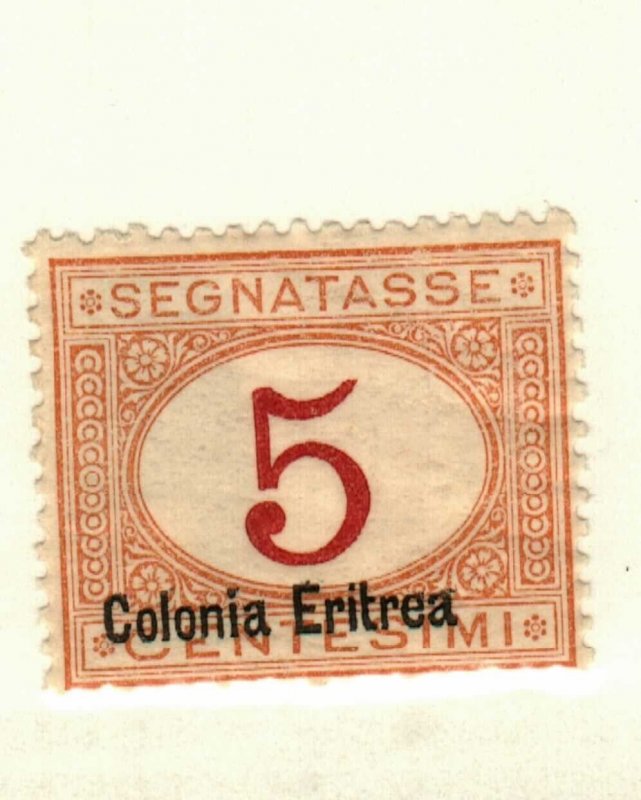 SEGNATASSE
5
Colonia Eritrea
CENTESIMI